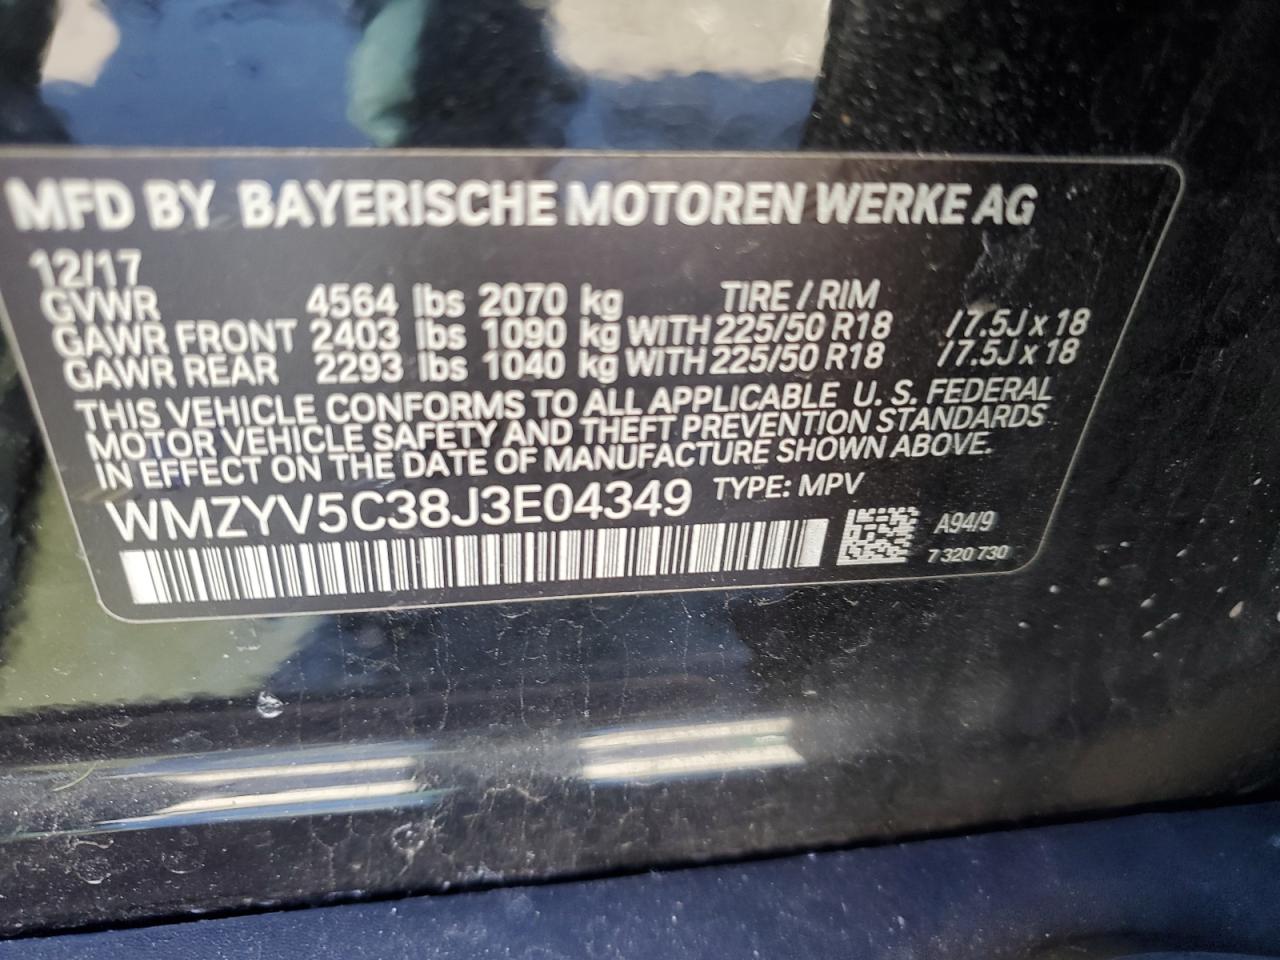 MFD BY BAYERISCHE MOTOREN WERKE AG
12/17
GVWR 4564 lbs 2070 kg TIRE / RIM
GAWR FRONT 2403 lbs 1090 kg WITH 225/50 R18 /7.5J x 18
GAWR REAR 2293 lbs 1040 kg WITH 225/50 R18 /7.5J x 18
THIS VEHICLE CONFORMS TO ALL APPLICABLE U. S. FEDERAL
MOTOR VEHICLE SAFETY AND THEFT PREVENTION STANDARDS
IN EFFECT ON THE DATE OF MANUFACTURE SHOWN ABOVE.
WMZYV5C38J3E04349 TYPE: MPV
A94/9
7 320 730